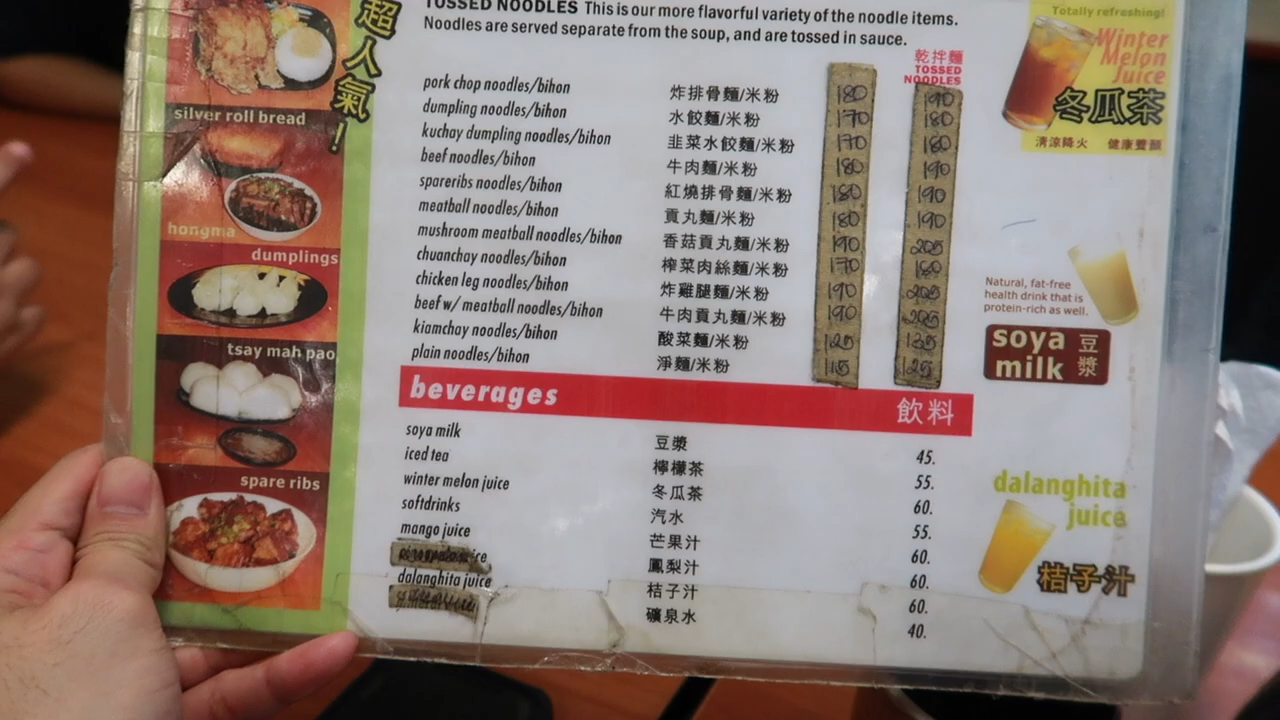 TOSSED NOODLES This is our more flavorful variety of the noodle items.
Noodles are served separate from the soup, and are tossed in sauce.
乾拌麵
TOSSED
NOODLES
pork chop noodles/bihon 炸排骨麵/米粉 180 190
dumpling noodles/bihon 水餃麵/米粉 170 180
kuchay dumpling noodles/bihon 韭菜水餃麵/米粉 170 180
beef noodles/bihon 牛肉麵/米粉 180 190
spareribs noodles/bihon 紅燒排骨麵/米粉 180 190
meatball noodles/bihon 貢丸麵/米粉 180 190
mushroom meatball noodles/bihon 香菇貢丸麵/米粉 190 205
chuanchay noodles/bihon 榨菜肉絲麵/米粉 170 180
chicken leg noodles/bihon 炸雞腿麵/米粉 190 205
beef w/ meatball noodles/bihon 牛肉貢丸麵/米粉 190 205
kiamchay noodles/bihon 酸菜麵/米粉 125 135
plain noodles/bihon 淨麵/米粉 115 125
beverages 飲料
soya milk 豆漿 45.
iced tea 檸檬茶 55.
winter melon juice 冬瓜茶 60.
softdrinks 汽水 55.
mango juice 芒果汁 60.
鳳梨汁 60.
dalanghita juice 桔子汁 60.
礦泉水 40.
超人氣!
silver roll bread
hongma
dumplings
tsay mah pao
spare ribs
Totally refreshing!
Winter
Melon
Juice
冬瓜茶
清涼降火 健康養顏
Natural, fat-free
health drink that is
protein-rich as well.
soya
milk
豆漿
dalanghita
juice
桔子汁